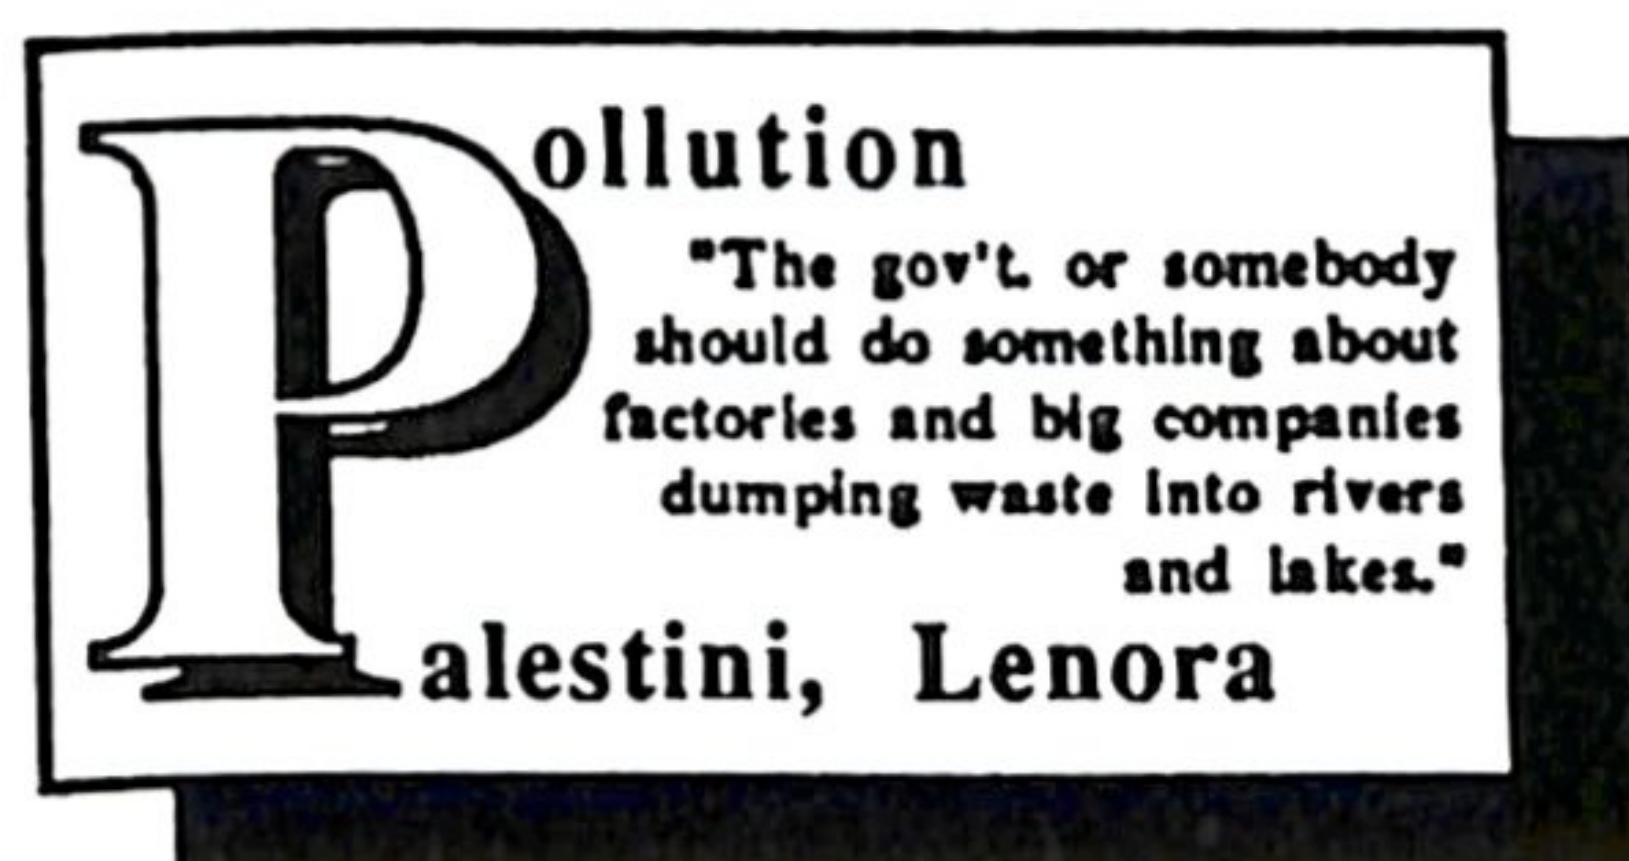 Pollution
"The gov't. or somebody
should do something about
factories and big companies
dumping waste into rivers
and lakes."
Palestini, Lenora